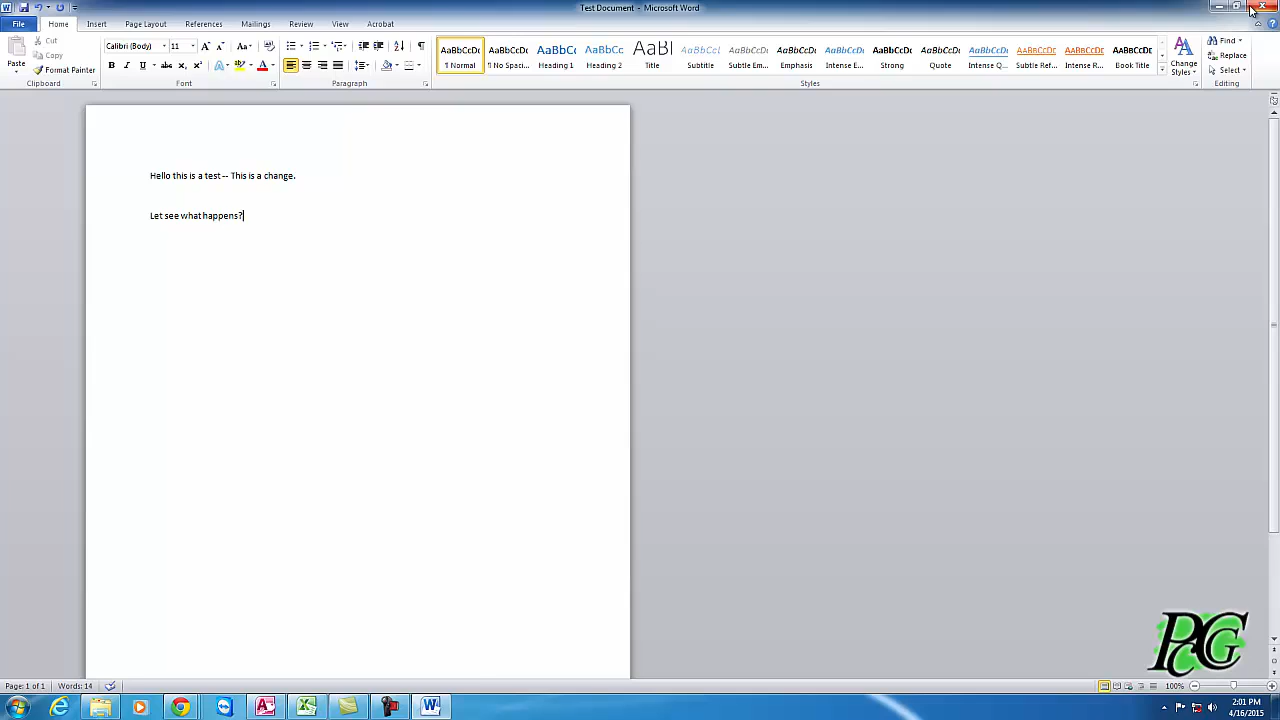 Test Document - Microsoft Word
File Home Insert Page Layout References Mailings Review View Acrobat
Paste
Cut
Copy
Format Painter
Clipboard
Calibri (Body) 11
Font
Paragraph
AaBbCcDc AaBbCcDc AaBbCc AaBbCc AaBl AaBbCcL AaBbCcDc AaBbCcDc AaBbCcDc AaBbCcDc AaBbCcDc AaBbCcDc AaBbCcDc AaBbCcDc AaBbCcDc
¶ Normal ¶ No Spaci... Heading 1 Heading 2 Title Subtitle Subtle Em... Emphasis Intense E... Strong Quote Intense Q... Subtle Ref... Intense R... Book Title
Styles
Change Styles
Find
Replace
Select
Editing
Hello this is a test -- This is a change.
Let see what happens?
PCG
Page: 1 of 1 Words: 14 100%
2:01 PM
4/16/2015